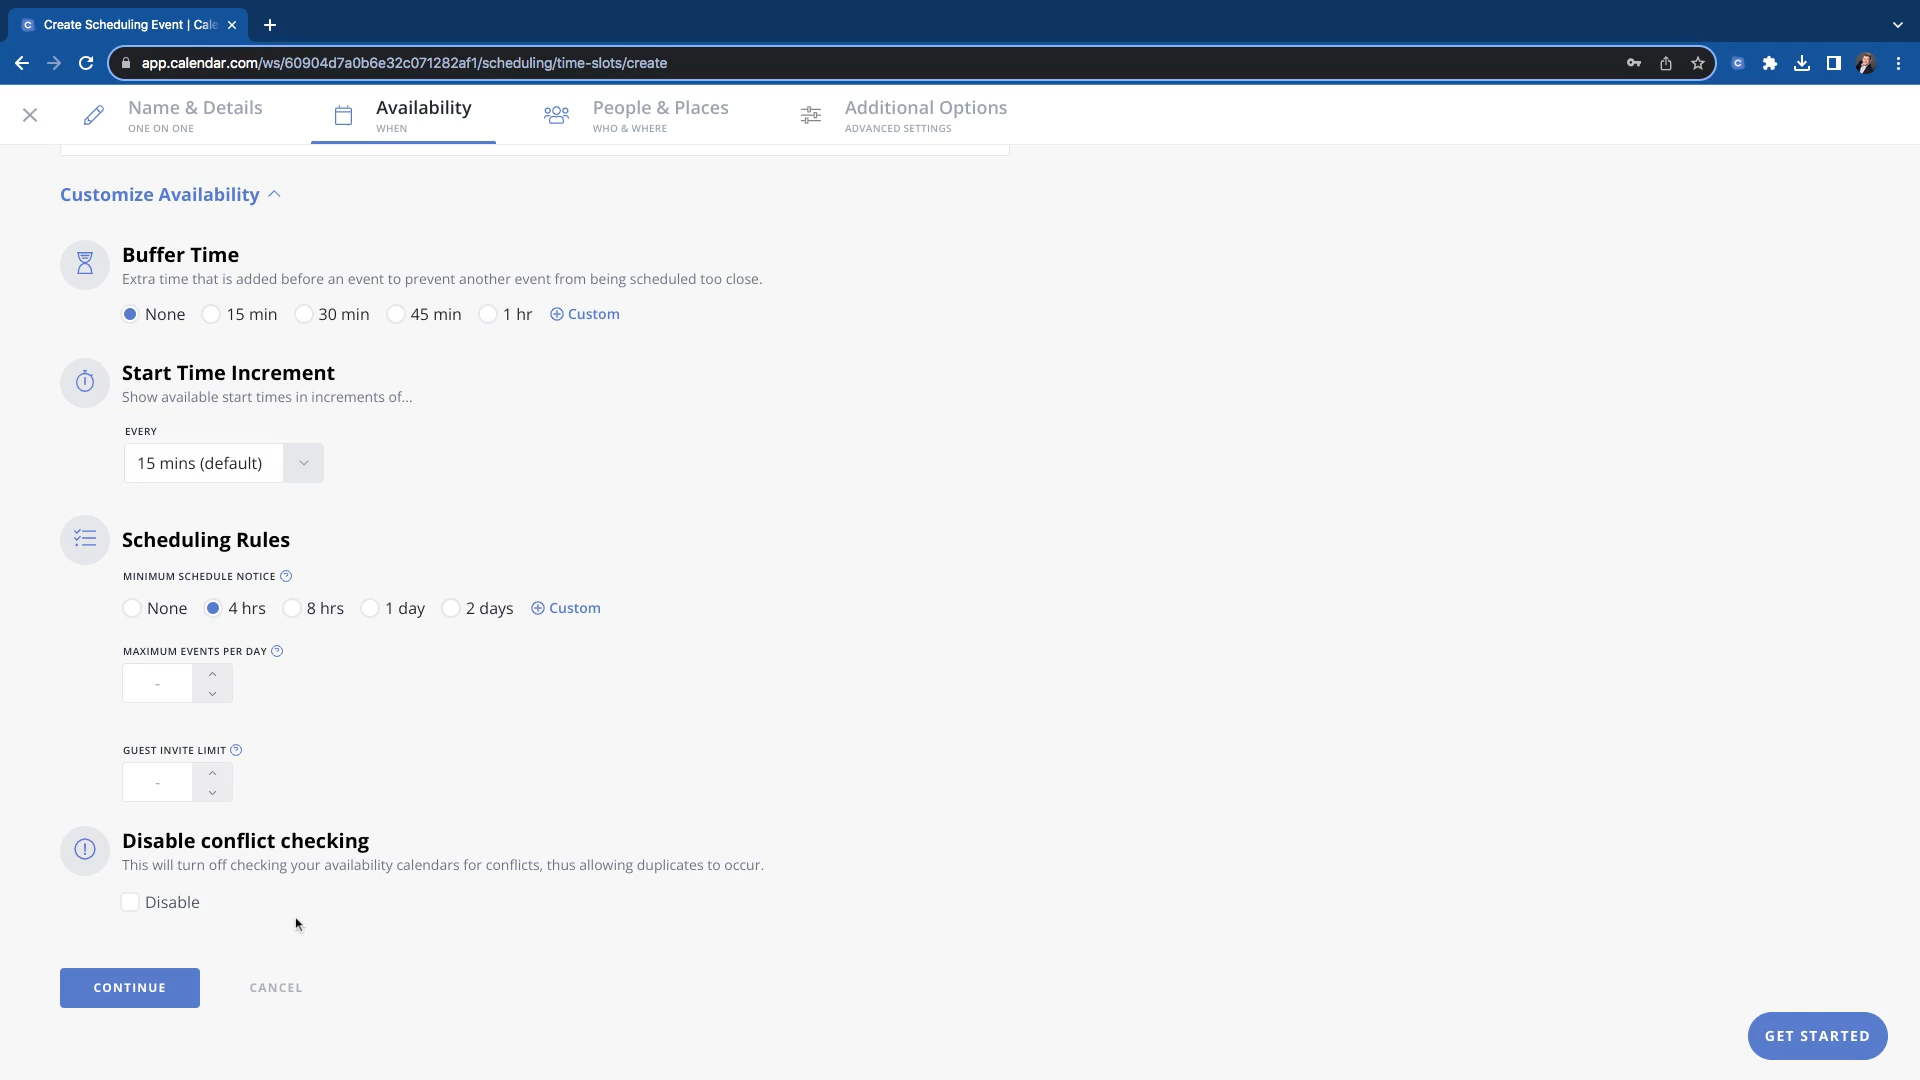 Create Scheduling Event | Cale
app.calendar.com/ws/60904d7a0b6e32c071282af1/scheduling/time-slots/create
Name & Details
ONE ON ONE
Availability
WHEN
People & Places
WHO & WHERE
Additional Options
ADVANCED SETTINGS
Customize Availability
Buffer Time
Extra time that is added before an event to prevent another event from being scheduled too close.
None 15 min 30 min 45 min 1 hr Custom
Start Time Increment
Show available start times in increments of...
EVERY
15 mins (default)
Scheduling Rules
MINIMUM SCHEDULE NOTICE ?
None 4 hrs 8 hrs 1 day 2 days Custom
MAXIMUM EVENTS PER DAY ?
-
GUEST INVITE LIMIT ?
-
Disable conflict checking
This will turn off checking your availability calendars for conflicts, thus allowing duplicates to occur.
Disable
CONTINUE CANCEL
GET STARTED